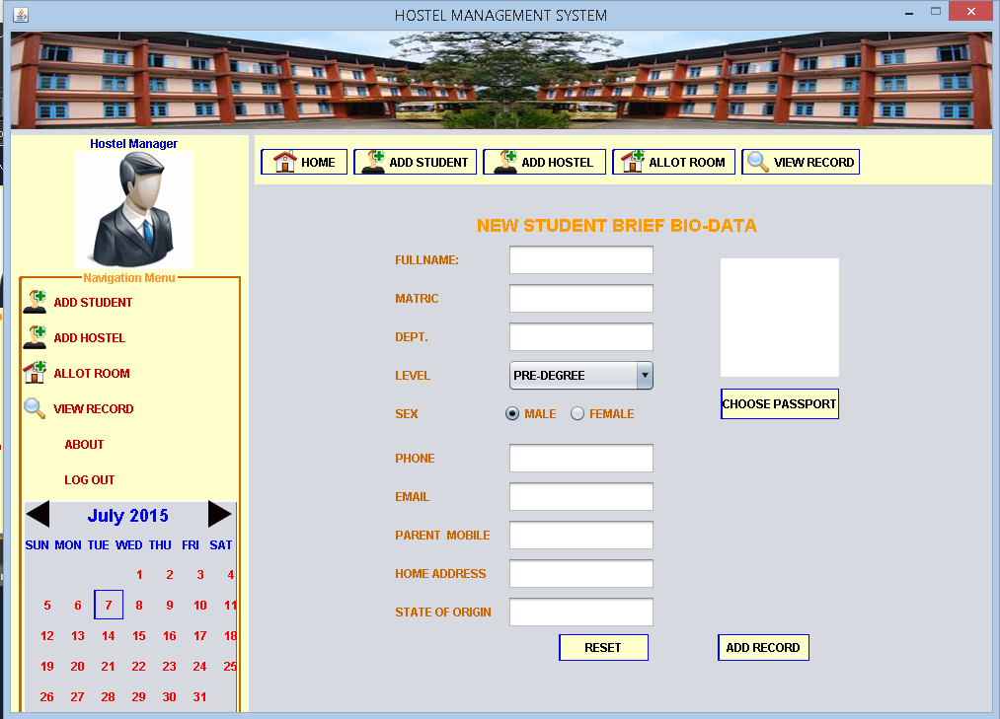 HOSTEL MANAGEMENT SYSTEM
Hostel Manager
HOME
ADD STUDENT
ADD HOSTEL
ALLOT ROOM
VIEW RECORD
Navigation Menu
ADD STUDENT
ADD HOSTEL
ALLOT ROOM
VIEW RECORD
ABOUT
LOG OUT
July 2015
SUN MON TUE WED THU FRI SAT
1 2 3 4
5 6 7 8 9 10 11
12 13 14 15 16 17 18
19 20 21 22 23 24 25
26 27 28 29 30 31
NEW STUDENT BRIEF BIO-DATA
FULLNAME:
MATRIC
DEPT.
LEVEL PRE-DEGREE
SEX MALE FEMALE
PHONE
EMAIL
PARENT MOBILE
HOME ADDRESS
STATE OF ORIGIN
CHOOSE PASSPORT
RESET ADD RECORD